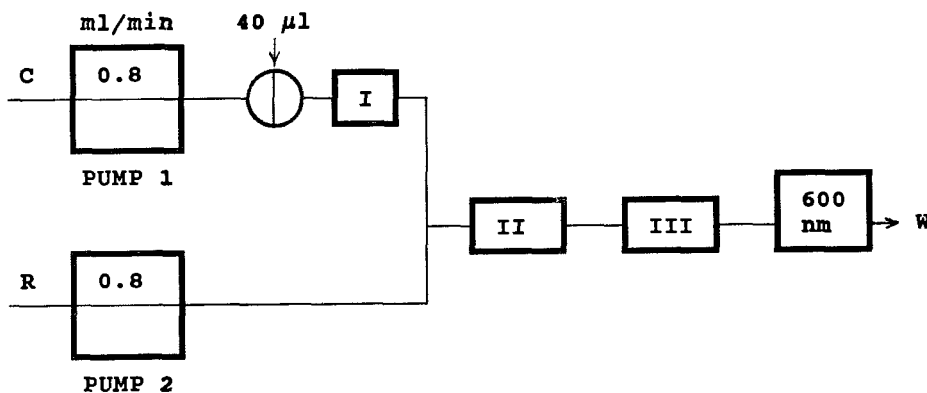 ml/min
40 µl
C
0.8
I
PUMP 1
II
III
600
nm
W
R
0.8
PUMP 2